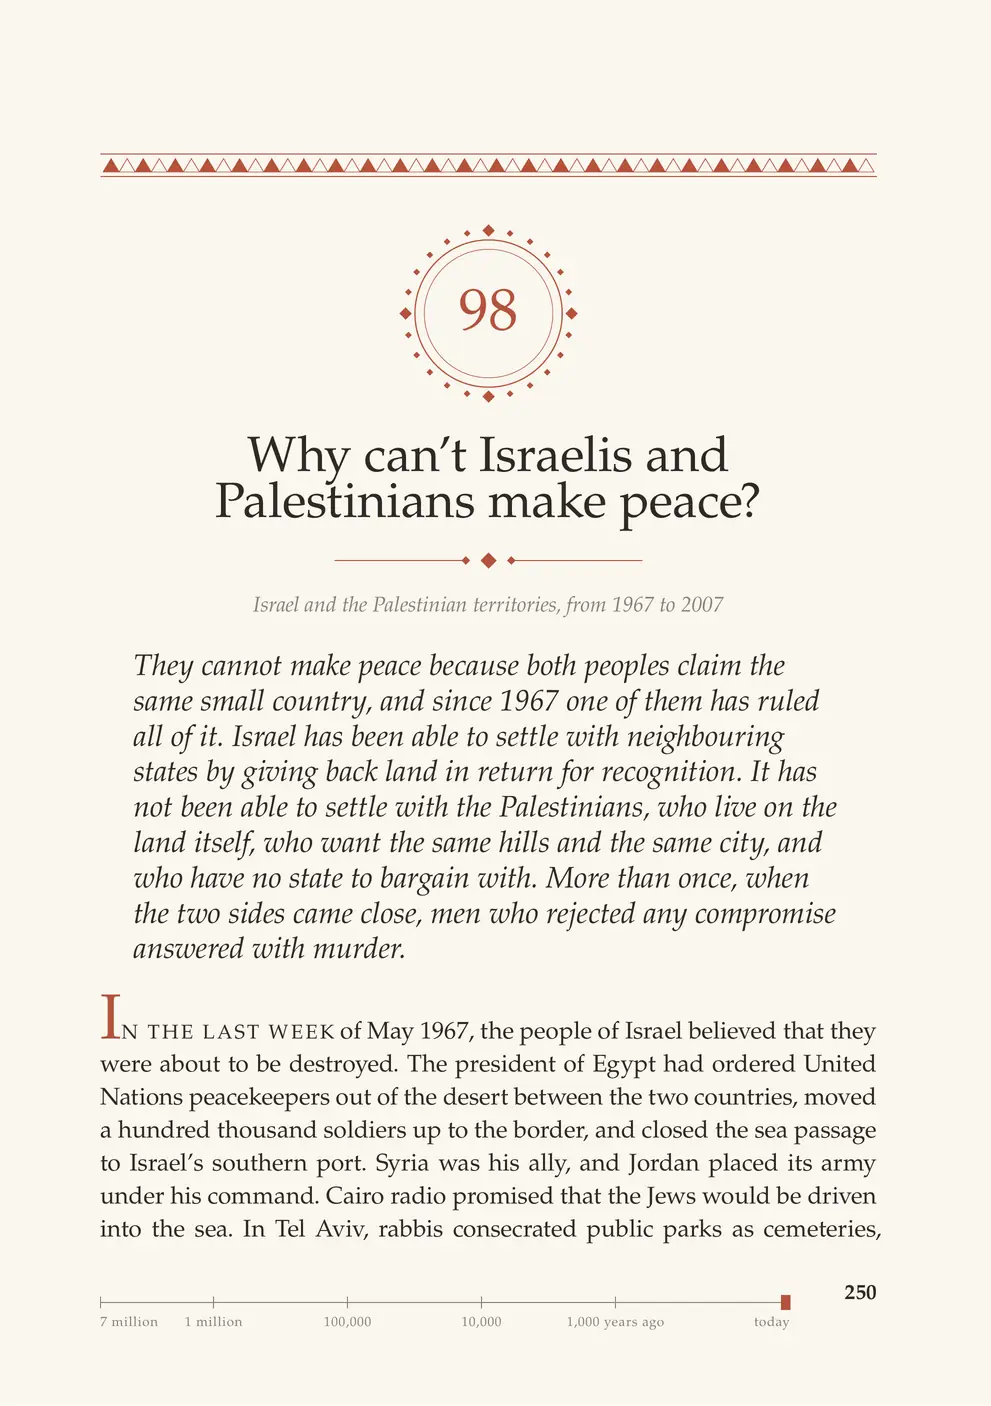 98
Why can’t Israelis and
Palestinians make peace?
Israel and the Palestinian territories, from 1967 to 2007
They cannot make peace because both peoples claim the
same small country, and since 1967 one of them has ruled
all of it. Israel has been able to settle with neighbouring
states by giving back land in return for recognition. It has
not been able to settle with the Palestinians, who live on the
land itself, who want the same hills and the same city, and
who have no state to bargain with. More than once, when
the two sides came close, men who rejected any compromise
answered with murder.
IN THE LAST WEEK of May 1967, the people of Israel believed that they
were about to be destroyed. The president of Egypt had ordered United
Nations peacekeepers out of the desert between the two countries, moved
a hundred thousand soldiers up to the border, and closed the sea passage
to Israel’s southern port. Syria was his ally, and Jordan placed its army
under his command. Cairo radio promised that the Jews would be driven
into the sea. In Tel Aviv, rabbis consecrated public parks as cemeteries,
250
7 million 1 million 100,000 10,000 1,000 years ago today